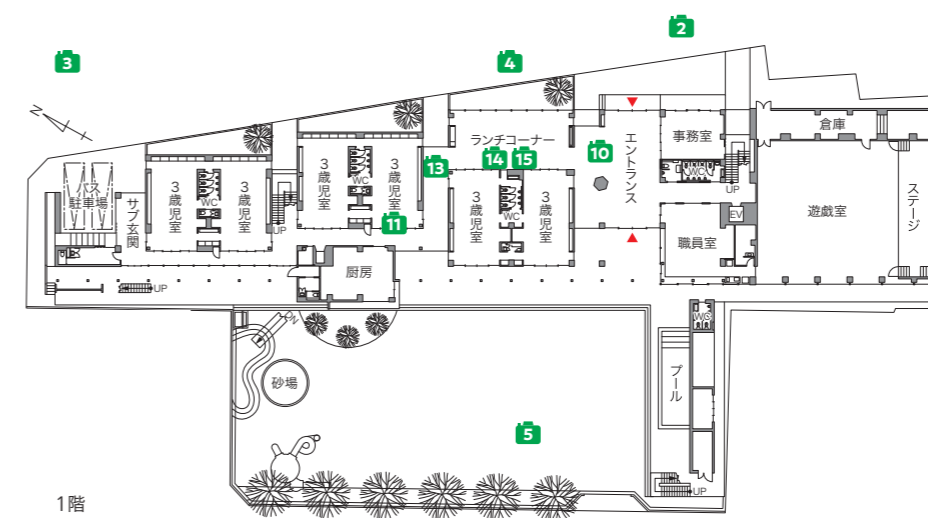 2
3
4
N
ランチコーナー
エントランス
事務室
倉庫
14
15
10
13
11
バス
駐車場
サブ玄関
3歳児室
WC
3歳児室
UP
3歳児室
WC
3歳児室
3歳児室
WC
3歳児室
WC
UP
EV
職員室
遊戯室
ステージ
厨房
UP
DN
砂場
WC
プール
5
UP
1階